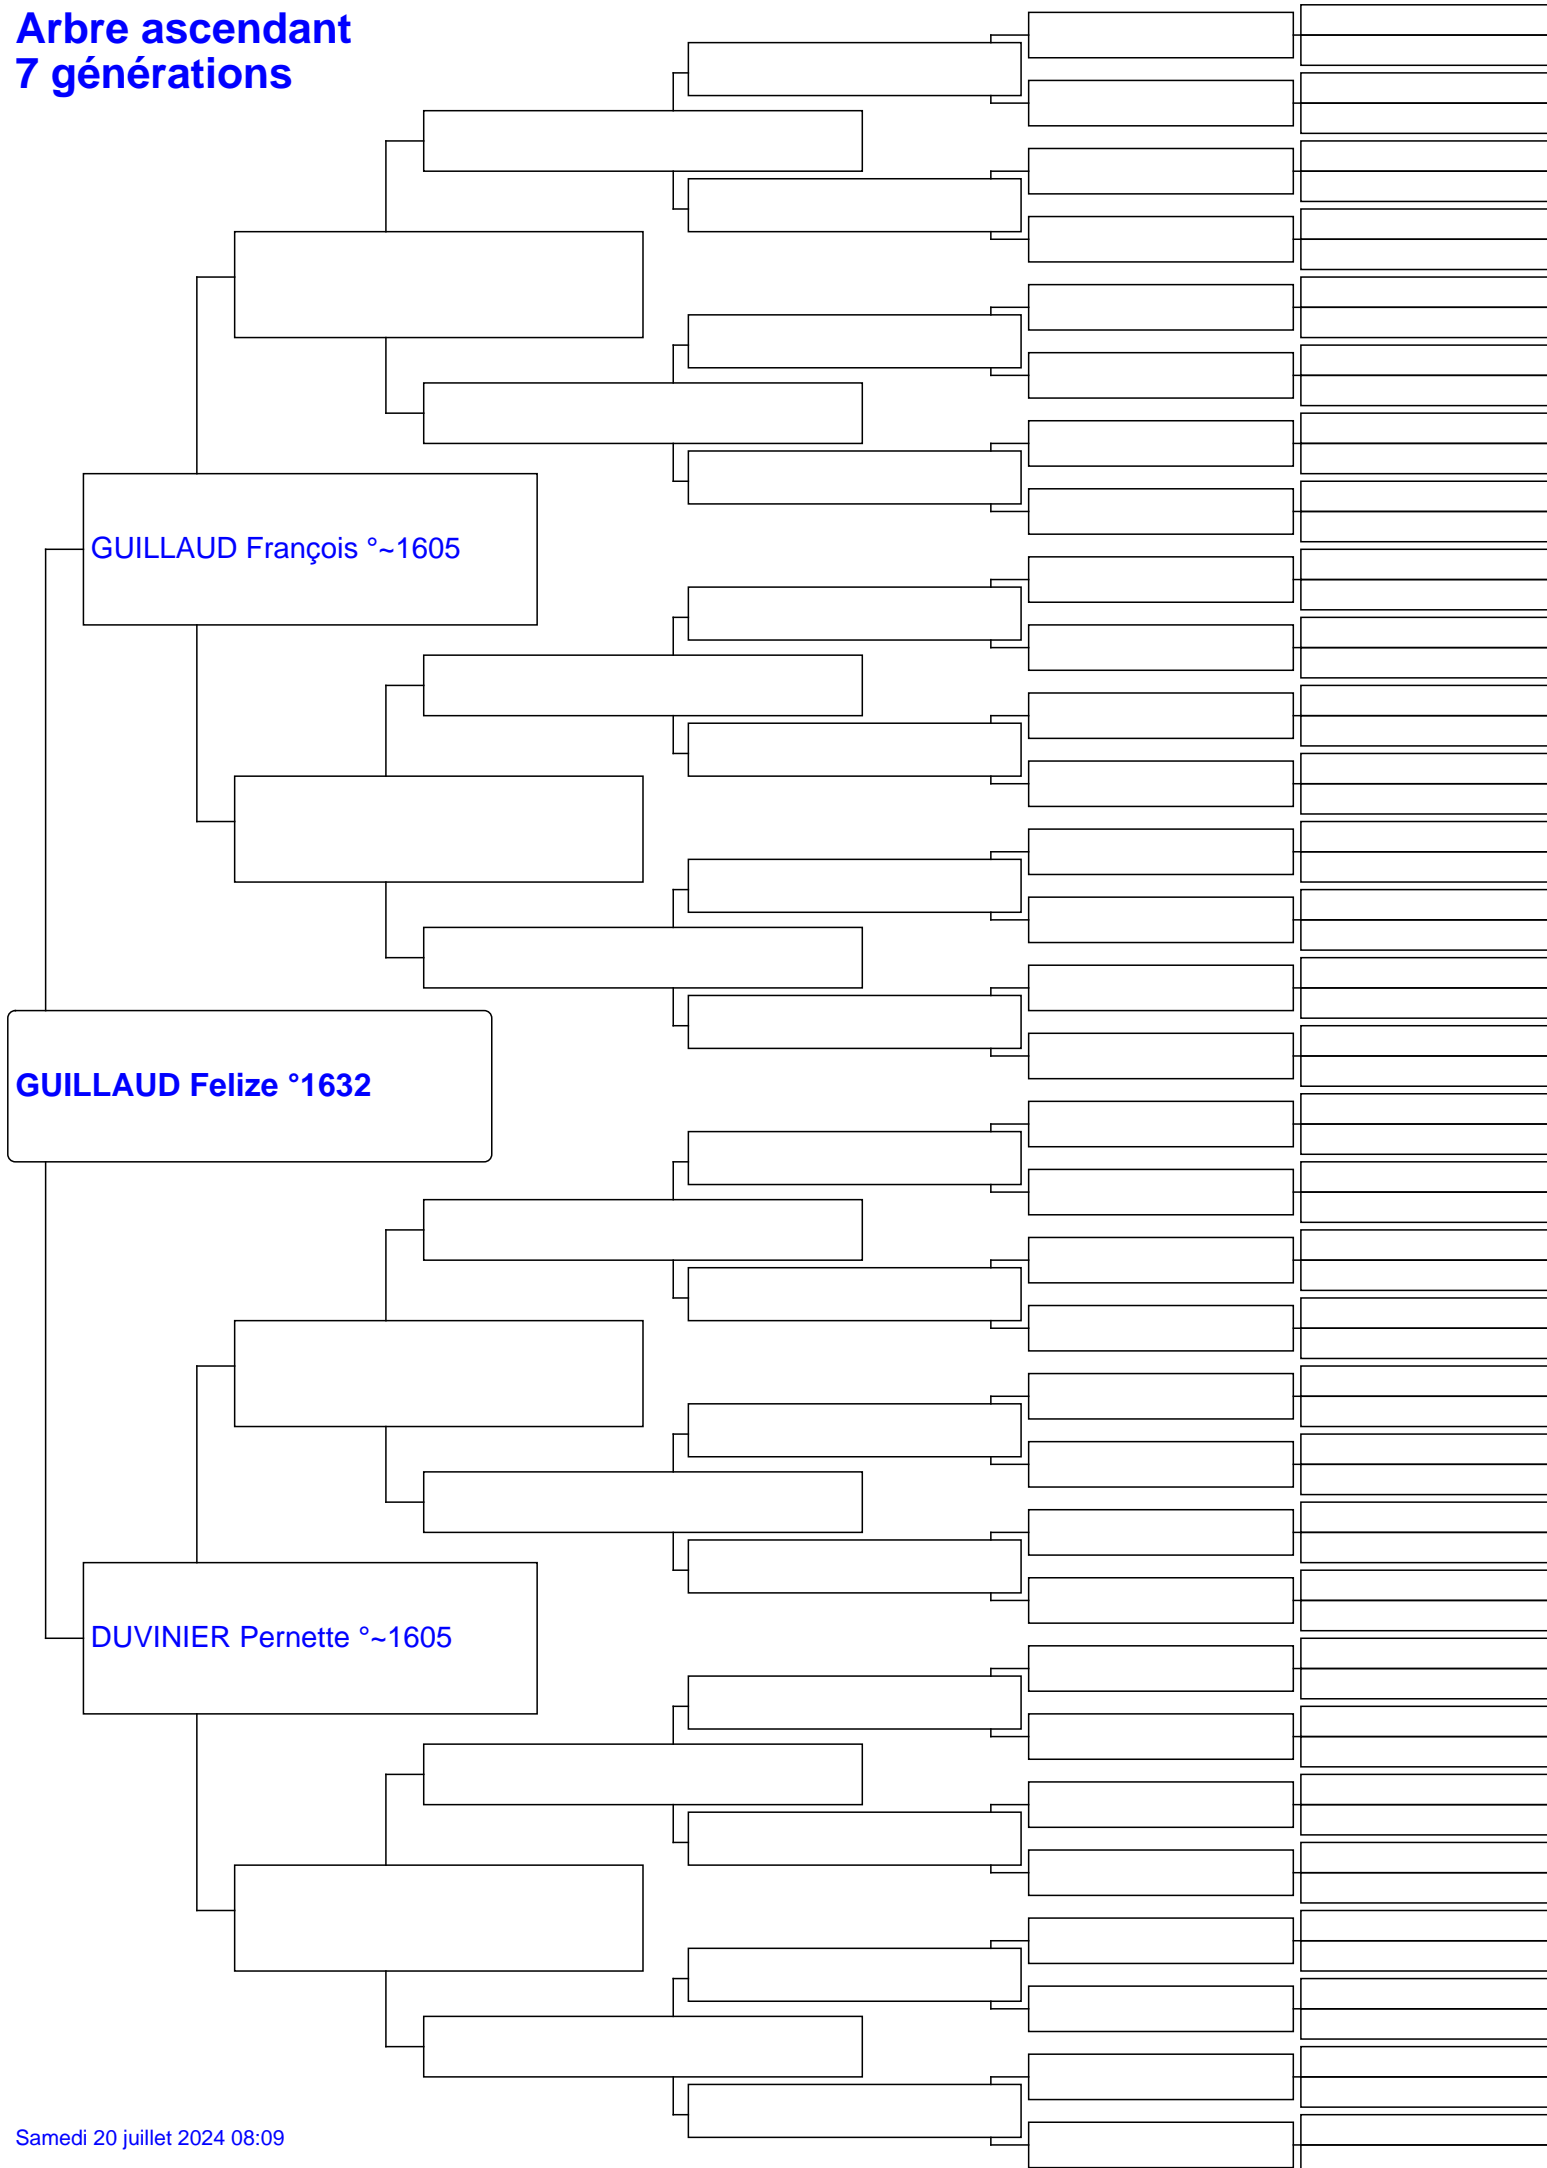 Arbre ascendant
7 générations
GUILLAUD François °~1605
GUILLAUD Felize °1632
DUVINIER Pernette °~1605
Samedi 20 juillet 2024 08:09